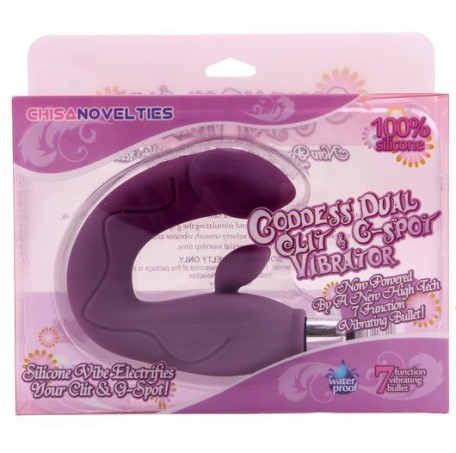 CHISANOVELTIES
100%
silicone
GODDESS DUAL
CLIT & G-SPOT
VIBRATOR
Now Powered
By A New High Tech
7 Function
Vibrating Bullet!
Silicone Vibe Electrifies
Your Clit & G-Spot!
water
proof
7 function
vibrating
bullet